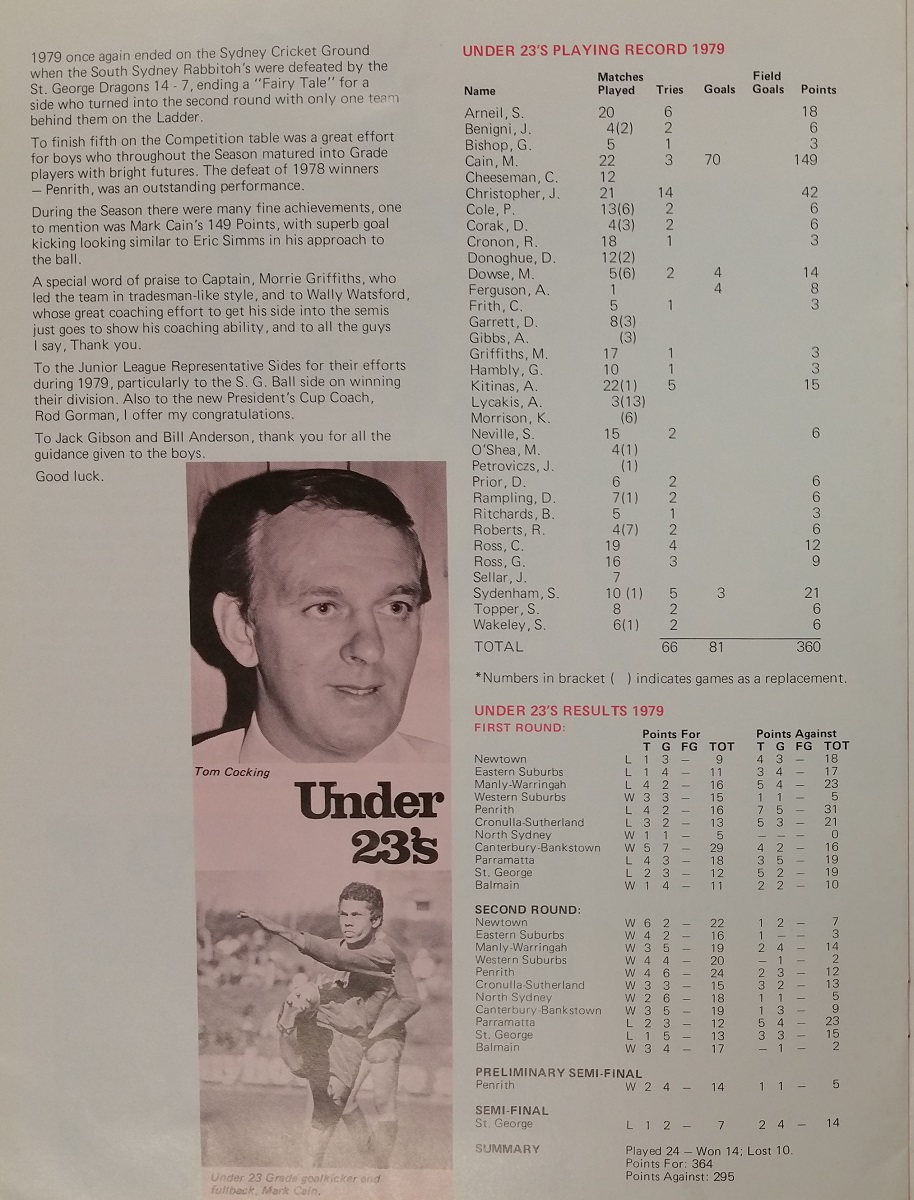 1979 once again ended on the Sydney Cricket Ground
when the South Sydney Rabbitoh's were defeated by the
St. George Dragons 14 - 7, ending a "Fairy Tale" for a
side who turned into the second round with only one team
behind them on the Ladder.
To finish fifth on the Competition table was a great effort
for boys who throughout the Season matured into Grade
players with bright futures. The defeat of 1978 winners
— Penrith, was an outstanding performance.
During the Season there were many fine achievements, one
to mention was Mark Cain's 149 Points, with superb goal
kicking looking similar to Eric Simms in his approach to
the ball.
A special word of praise to Captain, Morrie Griffiths, who
led the team in tradesman-like style, and to Wally Watsford,
whose great coaching effort to get his side into the semis
just goes to show his coaching ability, and to all the guys
I say, Thank you.
To the Junior League Representative Sides for their efforts
during 1979, particularly to the S. G. Ball side on winning
their division. Also to the new President's Cup Coach,
Rod Gorman, I offer my congratulations.
To Jack Gibson and Bill Anderson, thank you for all the
guidance given to the boys.
Good luck.
Tom Cocking
Under
23's
Under 23 Grade goalkicker and
fullback, Mark Cain.
UNDER 23'S PLAYING RECORD 1979
Matches Field
Name Played Tries Goals Goals Points
Arneil, S. 20 6 18
Benigni, J. 4(2) 2 6
Bishop, G. 5 1 3
Cain, M. 22 3 70 149
Cheeseman, C. 12
Christopher, J. 21 14 42
Cole, P. 13(6) 2 6
Corak, D. 4(3) 2 6
Cronon, R. 18 1 3
Donoghue, D. 12(2)
Dowse, M. 5(6) 2 4 14
Ferguson, A. 1 4 8
Frith, C. 5 1 3
Garrett, D. 8(3)
Gibbs, A. (3)
Griffiths, M. 17 1 3
Hambly, G. 10 1 3
Kitinas, A. 22(1) 5 15
Lycakis, A. 3(13)
Morrison, K. (6)
Neville, S. 15 2 6
O'Shea, M. 4(1)
Petroviczs, J. (1)
Prior, D. 6 2 6
Rampling, D. 7(1) 2 6
Ritchards, B. 5 1 3
Roberts, R. 4(7) 2 6
Ross, C. 19 4 12
Ross, G. 16 3 9
Sellar, J. 7
Sydenham, S. 10 (1) 5 3 21
Topper, S. 8 2 6
Wakeley, S. 6(1) 2 6
TOTAL 66 81 360
*Numbers in bracket ( ) indicates games as a replacement.
UNDER 23'S RESULTS 1979
FIRST ROUND: Points For Points Against
T G FG TOT T G FG TOT
Newtown L 1 3 — 9 4 3 — 18
Eastern Suburbs L 1 4 — 11 3 4 — 17
Manly-Warringah L 4 2 — 16 5 4 — 23
Western Suburbs W 3 3 — 15 1 1 — 5
Penrith L 4 2 — 16 7 5 — 31
Cronulla-Sutherland L 3 2 — 13 5 3 — 21
North Sydney W 1 1 — 5 — — — 0
Canterbury-Bankstown W 5 7 — 29 4 2 — 16
Parramatta L 4 3 — 18 3 5 — 19
St. George L 2 3 — 12 5 2 — 19
Balmain W 1 4 — 11 2 2 — 10
SECOND ROUND:
Newtown W 6 2 — 22 1 2 — 7
Eastern Suburbs W 4 2 — 16 1 — — 3
Manly-Warringah W 3 5 — 19 2 4 — 14
Western Suburbs W 4 4 — 20 — 1 — 2
Penrith W 4 6 — 24 2 3 — 12
Cronulla-Sutherland W 3 3 — 15 3 2 — 13
North Sydney W 2 6 — 18 1 1 — 5
Canterbury-Bankstown W 3 5 — 19 1 3 — 9
Parramatta L 2 3 — 12 5 4 — 23
St. George L 1 5 — 13 3 3 — 15
Balmain W 3 4 — 17 — 1 — 2
PRELIMINARY SEMI-FINAL
Penrith W 2 4 — 14 1 1 — 5
SEMI-FINAL
St. George L 1 2 — 7 2 4 — 14
SUMMARY Played 24 — Won 14; Lost 10.
Points For: 364
Points Against: 295